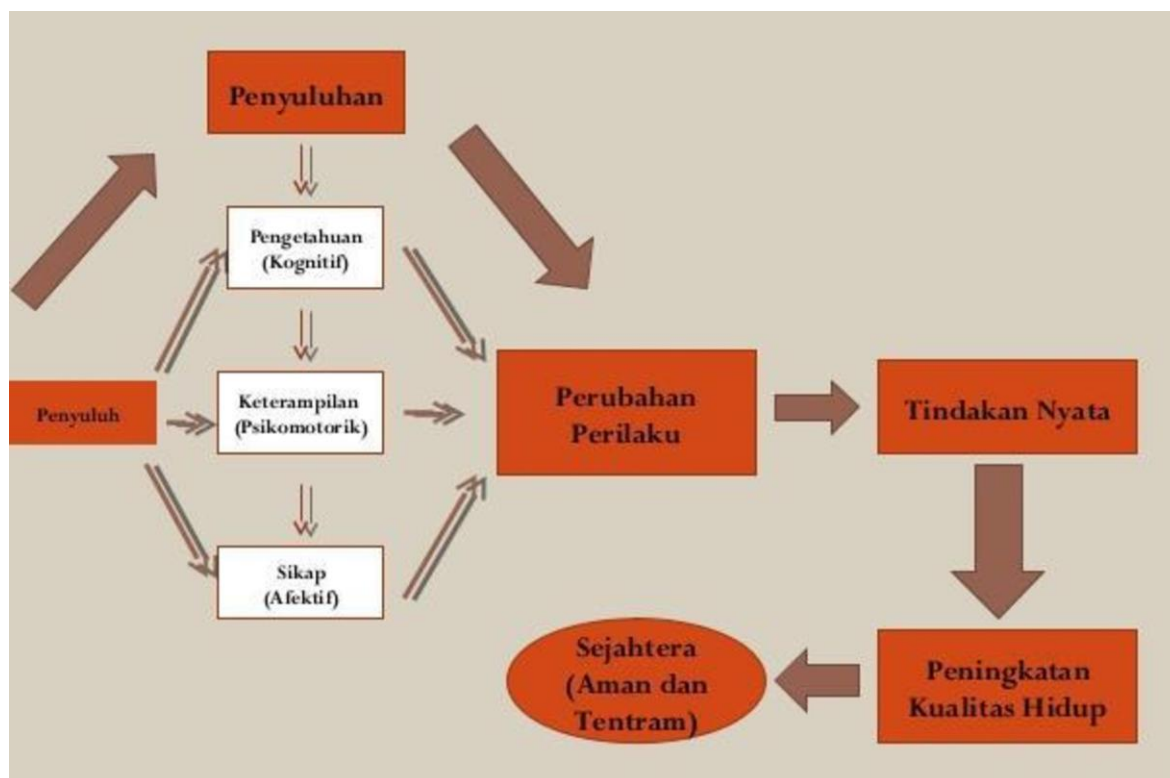 Penyuluhan
Pengetahuan
(Kognitif)
Penyuluh
Keterampilan
(Psikomotorik)
Sikap
(Afektif)
Perubahan
Perilaku
Tindakan Nyata
Peningkatan
Kualitas Hidup
Sejahtera
(Aman dan
Tentram)